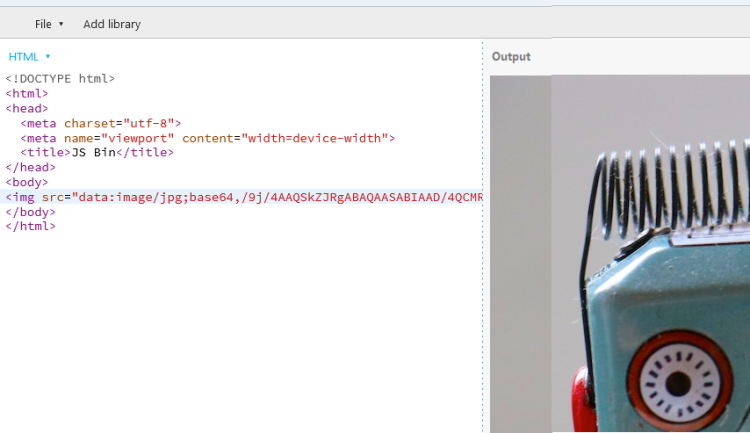 File ▾ Add library
HTML ▾
Output
<!DOCTYPE html>
<html>
<head>
  <meta charset="utf-8">
  <meta name="viewport" content="width=device-width">
  <title>JS Bin</title>
</head>
<body>
<img src="data:image/jpg;base64,/9j/4AAQSkZJRgABAQAASABIAAD/4QCMR
</body>
</html>